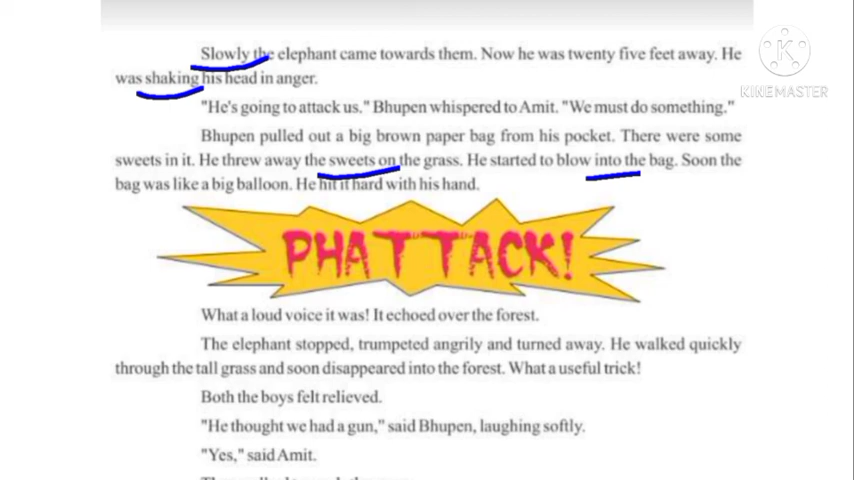 KINEMASTER
Slowly the elephant came towards them. Now he was twenty five feet away. He
was shaking his head in anger.
"He's going to attack us." Bhupen whispered to Amit. "We must do something."
Bhupen pulled out a big brown paper bag from his pocket. There were some
sweets in it. He threw away the sweets on the grass. He started to blow into the bag. Soon the
bag was like a big balloon. He hit it hard with his hand.
PHATTACK!
What a loud voice it was! It echoed over the forest.
The elephant stopped, trumpeted angrily and turned away. He walked quickly
through the tall grass and soon disappeared into the forest. What a useful trick!
Both the boys felt relieved.
"He thought we had a gun," said Bhupen, laughing softly.
"Yes," said Amit.